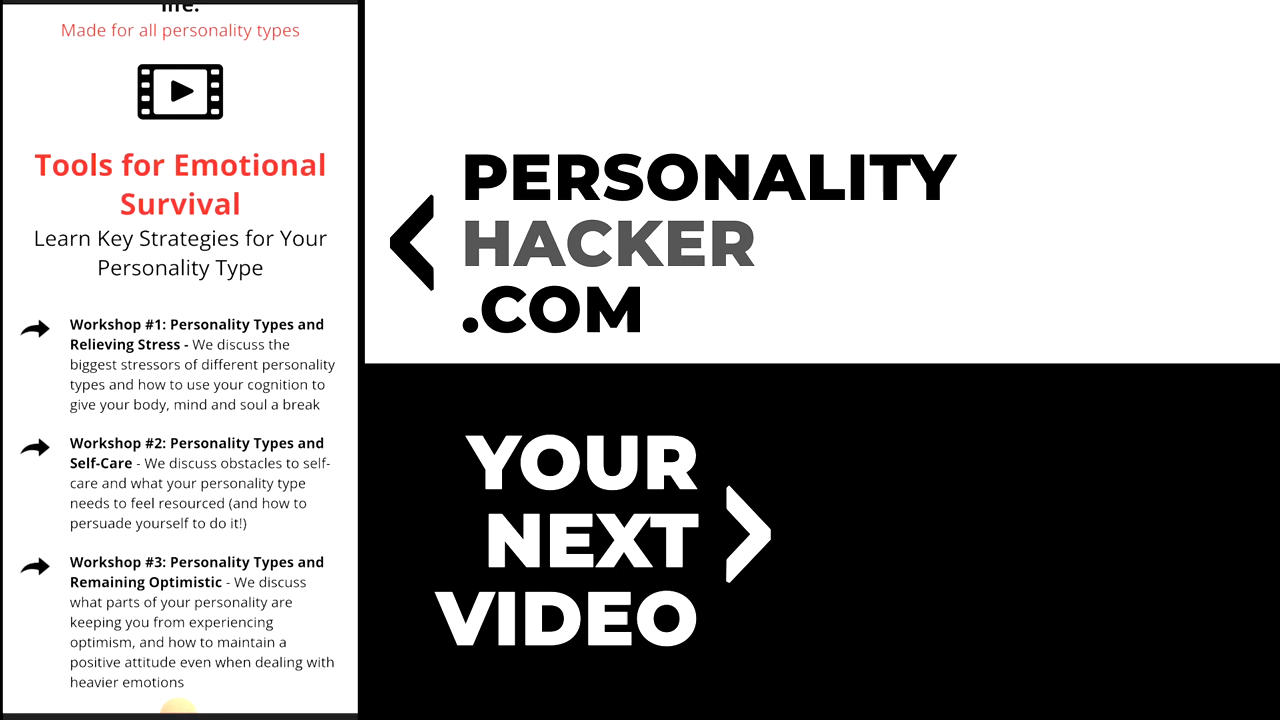 life.
Made for all personality types
Tools for Emotional
Survival
Learn Key Strategies for Your
Personality Type
Workshop #1: Personality Types and
Relieving Stress - We discuss the
biggest stressors of different personality
types and how to use your cognition to
give your body, mind and soul a break
Workshop #2: Personality Types and
Self-Care - We discuss obstacles to self-
care and what your personality type
needs to feel resourced (and how to
persuade yourself to do it!)
Workshop #3: Personality Types and
Remaining Optimistic - We discuss
what parts of your personality are
keeping you from experiencing
optimism, and how to maintain a
positive attitude even when dealing with
heavier emotions
PERSONALITY
HACKER
.COM
YOUR
NEXT
VIDEO